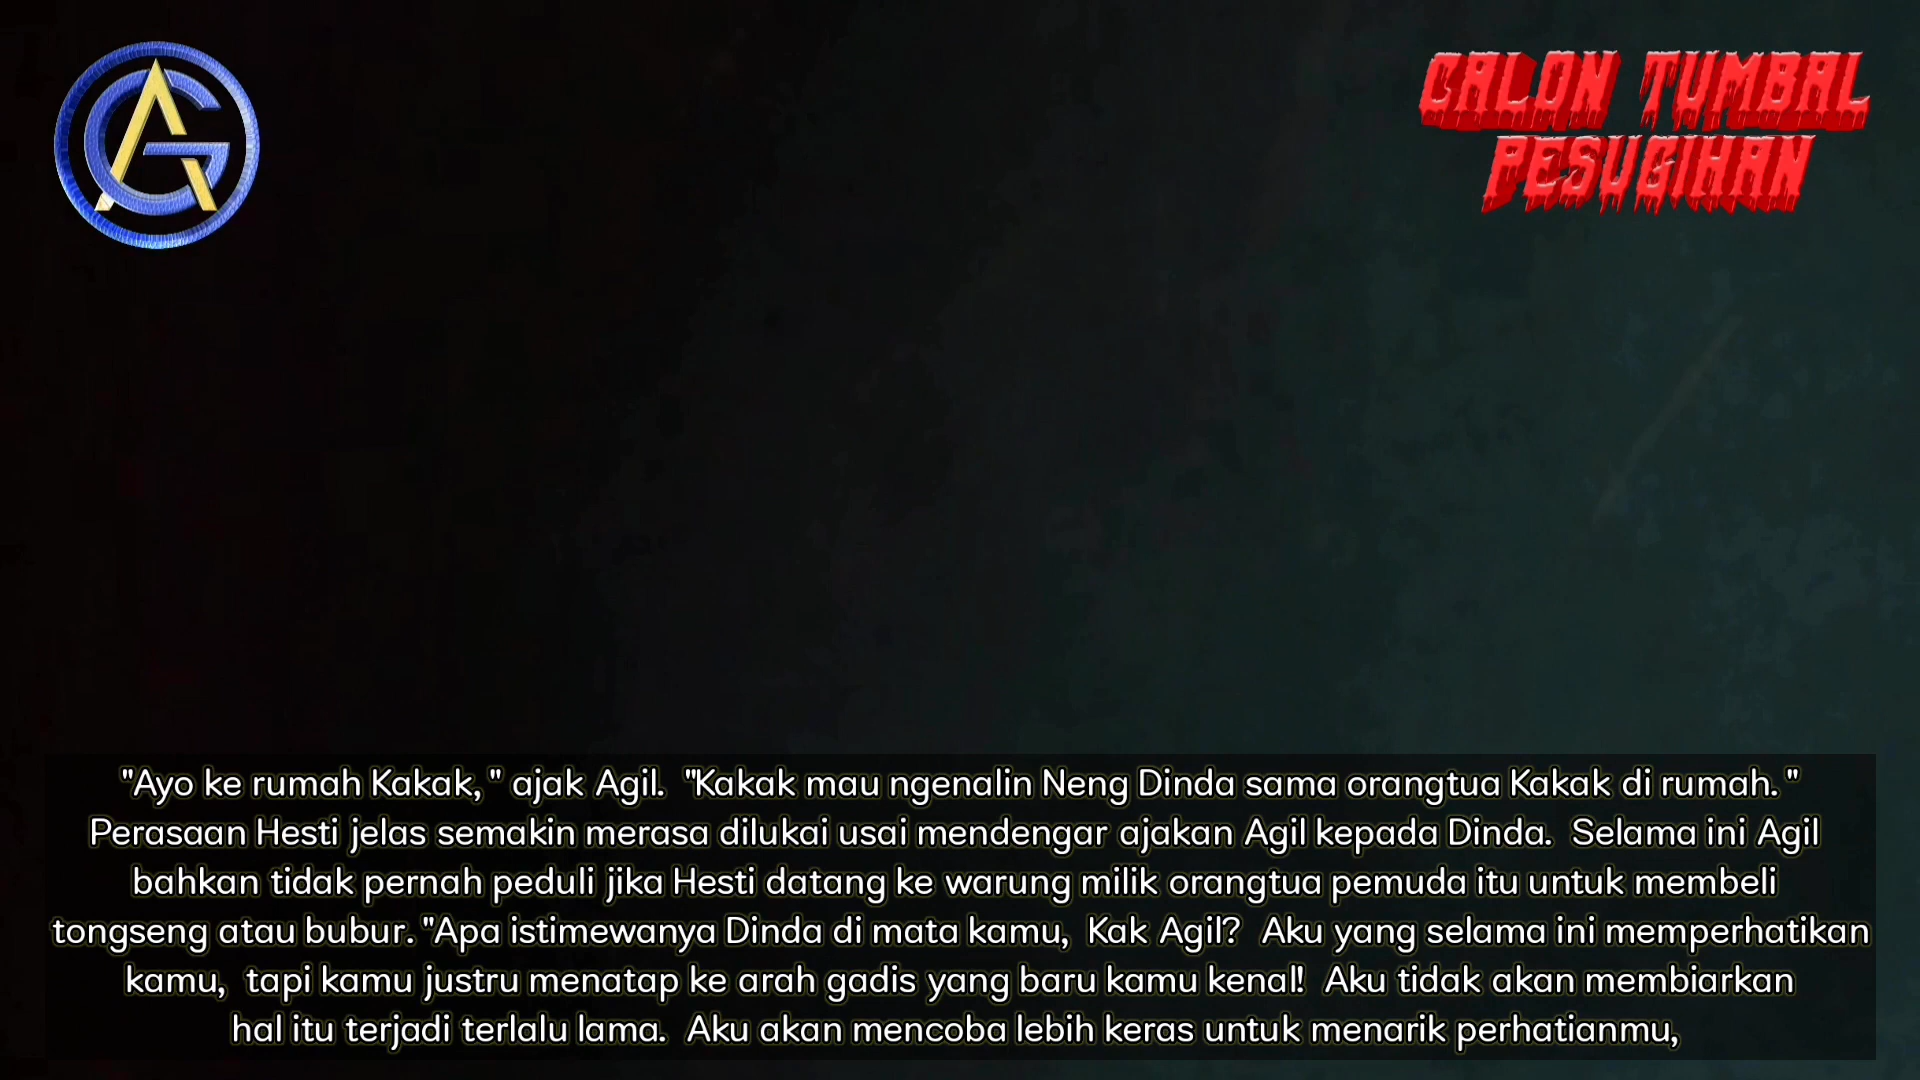 CALON TUMBAL
PESUGIHAN
"Ayo ke rumah Kakak," ajak Agil. "Kakak mau ngenalin Neng Dinda sama orangtua Kakak di rumah."
Perasaan Hesti jelas semakin merasa dilukai usai mendengar ajakan Agil kepada Dinda. Selama ini Agil
bahkan tidak pernah peduli jika Hesti datang ke warung milik orangtua pemuda itu untuk membeli
tongseng atau bubur. "Apa istimewanya Dinda di mata kamu, Kak Agil? Aku yang selama ini memperhatikan
kamu, tapi kamu justru menatap ke arah gadis yang baru kamu kenal! Aku tidak akan membiarkan
hal itu terjadi terlalu lama. Aku akan mencoba lebih keras untuk menarik perhatianmu,